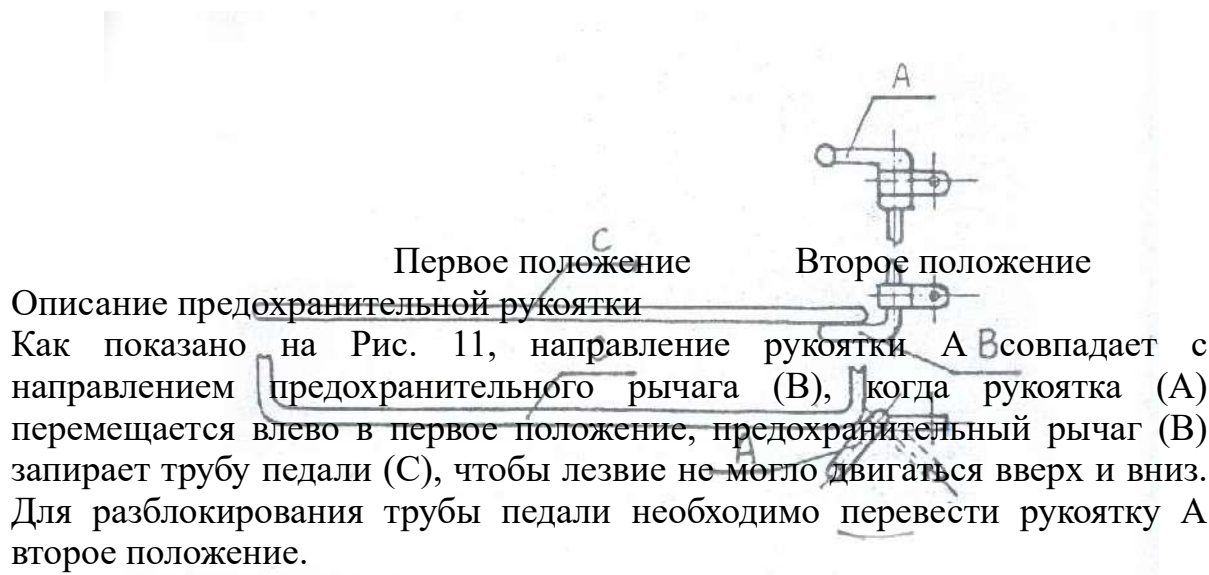 A
C
Первое положение Второе положение
Описание предохранительной рукоятки
Как показано на Рис. 11, направление рукоятки А B совпадает с
направлением предохранительного рычага (В), когда рукоятка (А)
перемещается влево в первое положение, предохранительный рычаг (В)
A
запирает трубу педали (С), чтобы лезвие не могло двигаться вверх и вниз.
Для разблокирования трубы педали необходимо перевести рукоятку А
второе положение.